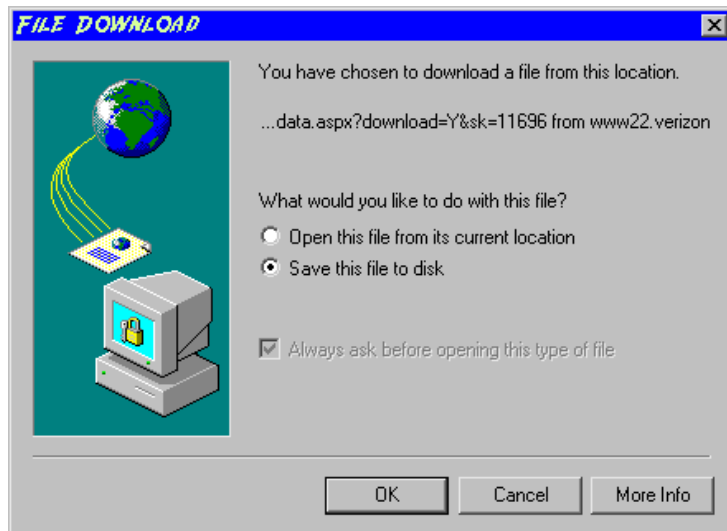 FILE DOWNLOAD
You have chosen to download a file from this location.
...data.aspx?download=Y&sk=11696 from www22.verizon
What would you like to do with this file?
Open this file from its current location
Save this file to disk
Always ask before opening this type of file
OK Cancel More Info